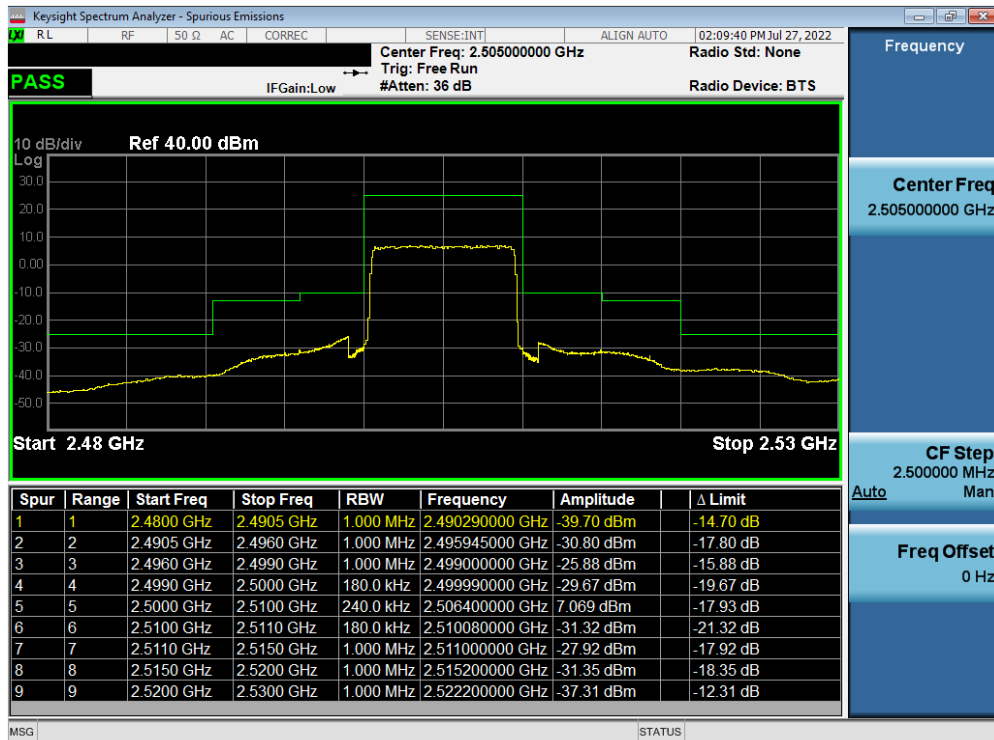 Keysight Spectrum Analyzer - Spurious Emissions
LXI RL RF 50 Ω AC CORREC SENSE:INT ALIGN AUTO 02:09:40 PM Jul 27, 2022
Center Freq: 2.505000000 GHz Radio Std: None
Trig: Free Run
PASS IFGain:Low #Atten: 36 dB Radio Device: BTS
Frequency
10 dB/div Ref 40.00 dBm
Log
30.0
20.0
10.0
0.00
-10.0
-20.0
-30.0
-40.0
-50.0
Start 2.48 GHz Stop 2.53 GHz
Center Freq
2.505000000 GHz
CF Step
2.500000 MHz
Auto Man
Freq Offset
0 Hz
Spur Range Start Freq Stop Freq RBW Frequency Amplitude Δ Limit
1 1 2.4800 GHz 2.4905 GHz 1.000 MHz 2.490290000 GHz -39.70 dBm -14.70 dB
2 2 2.4905 GHz 2.4960 GHz 1.000 MHz 2.495945000 GHz -30.80 dBm -17.80 dB
3 3 2.4960 GHz 2.4990 GHz 1.000 MHz 2.499000000 GHz -25.88 dBm -15.88 dB
4 4 2.4990 GHz 2.5000 GHz 180.0 kHz 2.499990000 GHz -29.67 dBm -19.67 dB
5 5 2.5000 GHz 2.5100 GHz 240.0 kHz 2.506400000 GHz 7.069 dBm -17.93 dB
6 6 2.5100 GHz 2.5110 GHz 180.0 kHz 2.510080000 GHz -31.32 dBm -21.32 dB
7 7 2.5110 GHz 2.5150 GHz 1.000 MHz 2.511000000 GHz -27.92 dBm -17.92 dB
8 8 2.5150 GHz 2.5200 GHz 1.000 MHz 2.515200000 GHz -31.35 dBm -18.35 dB
9 9 2.5200 GHz 2.5300 GHz 1.000 MHz 2.522200000 GHz -37.31 dBm -12.31 dB
MSG STATUS